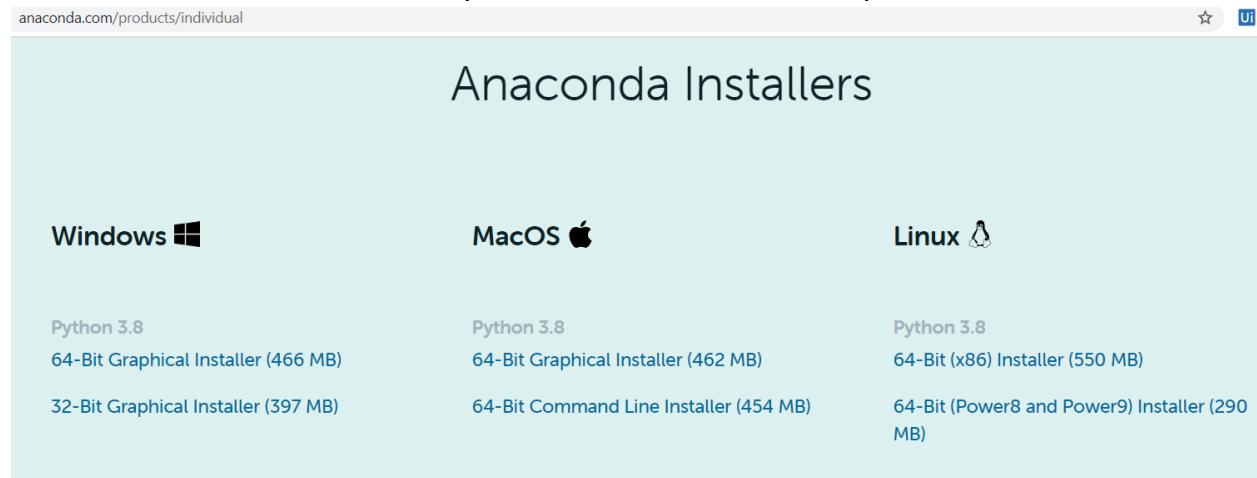 anaconda.com/products/individual
Ui
Anaconda Installers
Windows
MacOS
Linux
Python 3.8
64-Bit Graphical Installer (466 MB)
32-Bit Graphical Installer (397 MB)
Python 3.8
64-Bit Graphical Installer (462 MB)
64-Bit Command Line Installer (454 MB)
Python 3.8
64-Bit (x86) Installer (550 MB)
64-Bit (Power8 and Power9) Installer (290
MB)